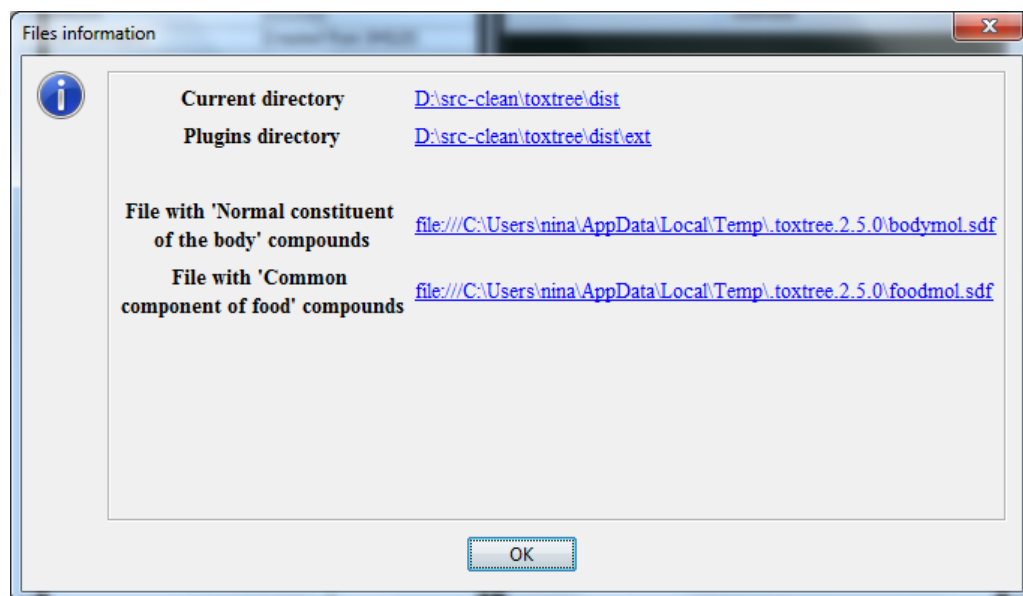 Files information
Current directory D:\src-clean\toxtree\dist
Plugins directory D:\src-clean\toxtree\dist\ext
File with 'Normal constituent
of the body' compounds
file:///C:\Users\nina\AppData\Local\Temp\.toxtree.2.5.0\bodymol.sdf
File with 'Common
component of food' compounds
file:///C:\Users\nina\AppData\Local\Temp\.toxtree.2.5.0\foodmol.sdf
OK